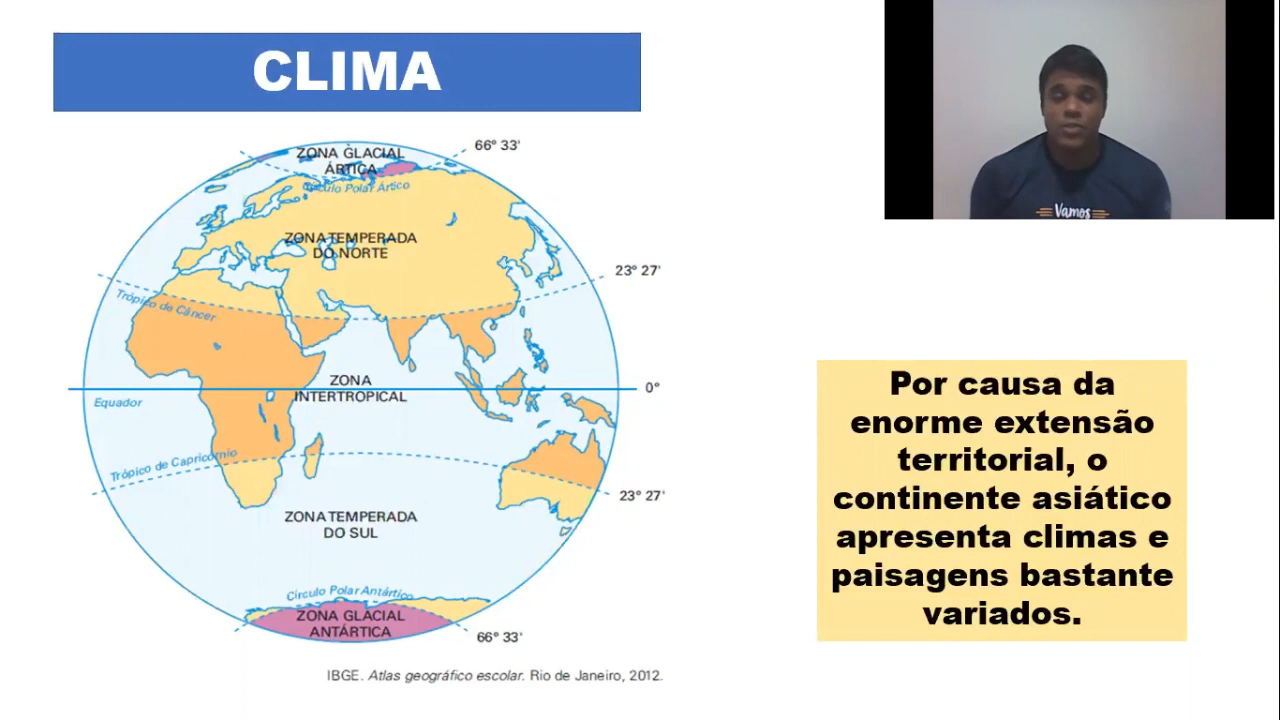 CLIMA
66° 33'
ZONA GLACIAL
ÁRTICA
Círculo Polar Ártico
ZONA TEMPERADA
DO NORTE
23° 27'
Trópico de Câncer
ZONA
INTERTROPICAL
0°
Equador
Trópico de Capricórnio
23° 27'
ZONA TEMPERADA
DO SUL
Círculo Polar Antártico
ZONA GLACIAL
ANTÁRTICA
66° 33'
IBGE. Atlas geográfico escolar. Rio de Janeiro, 2012.
Vamos
Por causa da
enorme extensão
territorial, o
continente asiático
apresenta climas e
paisagens bastante
variados.